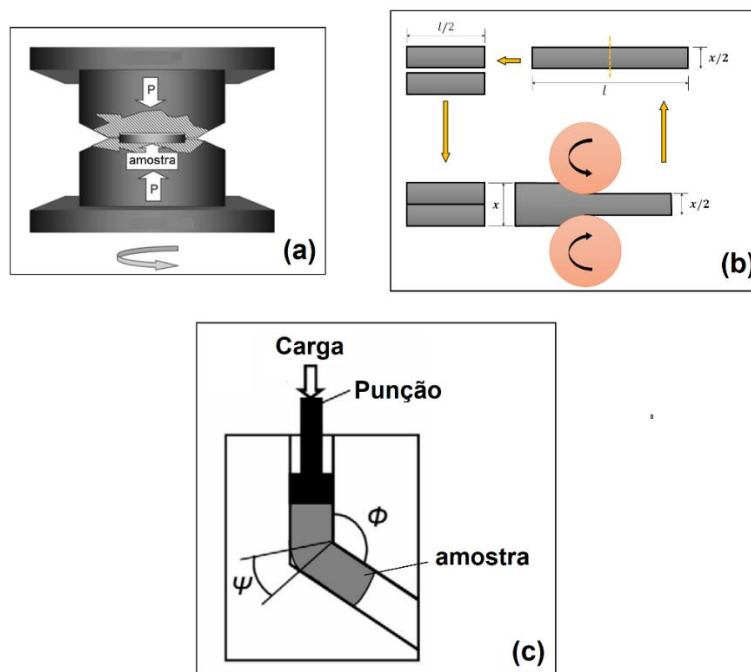 P
amostra
P
(a)
l/2
x/2
l
x
x/2
(b)
Carga
Punção
Φ
amostra
Ψ
(c)